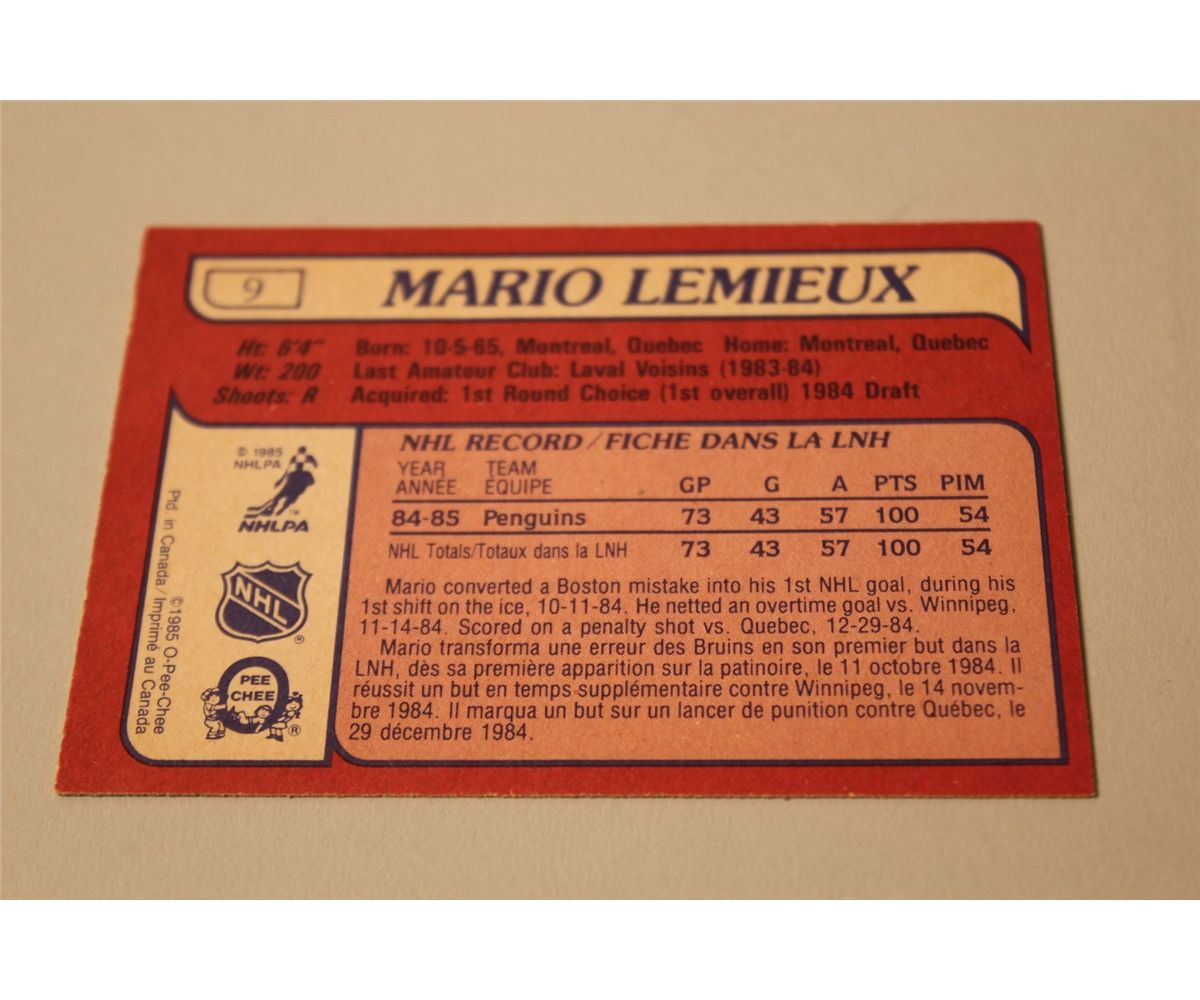 9 MARIO LEMIEUX
Ht: 6'4" Born: 10-5-65, Montreal, Quebec Home: Montreal, Quebec
Wt: 200 Last Amateur Club: Laval Voisins (1983-84)
Shoots: R Acquired: 1st Round Choice (1st overall) 1984 Draft
© 1985
NHLPA
TM
NHLPA
NHL
®
PEE
CHEE
®
Ptd. in Canada/Imprimé au Canada
©1985 O-Pee-Chee
NHL RECORD/FICHE DANS LA LNH
YEAR TEAM
ANNÉE ÉQUIPE GP G A PTS PIM
84-85 Penguins 73 43 57 100 54
NHL Totals/Totaux dans la LNH 73 43 57 100 54
Mario converted a Boston mistake into his 1st NHL goal, during his
1st shift on the ice, 10-11-84. He netted an overtime goal vs. Winnipeg,
11-14-84. Scored on a penalty shot vs. Quebec, 12-29-84.
Mario transforma une erreur des Bruins en son premier but dans la
LNH, dès sa première apparition sur la patinoire, le 11 octobre 1984. Il
réussit un but en temps supplémentaire contre Winnipeg, le 14 novem-
bre 1984. Il marqua un but sur un lancer de punition contre Québec, le
29 décembre 1984.